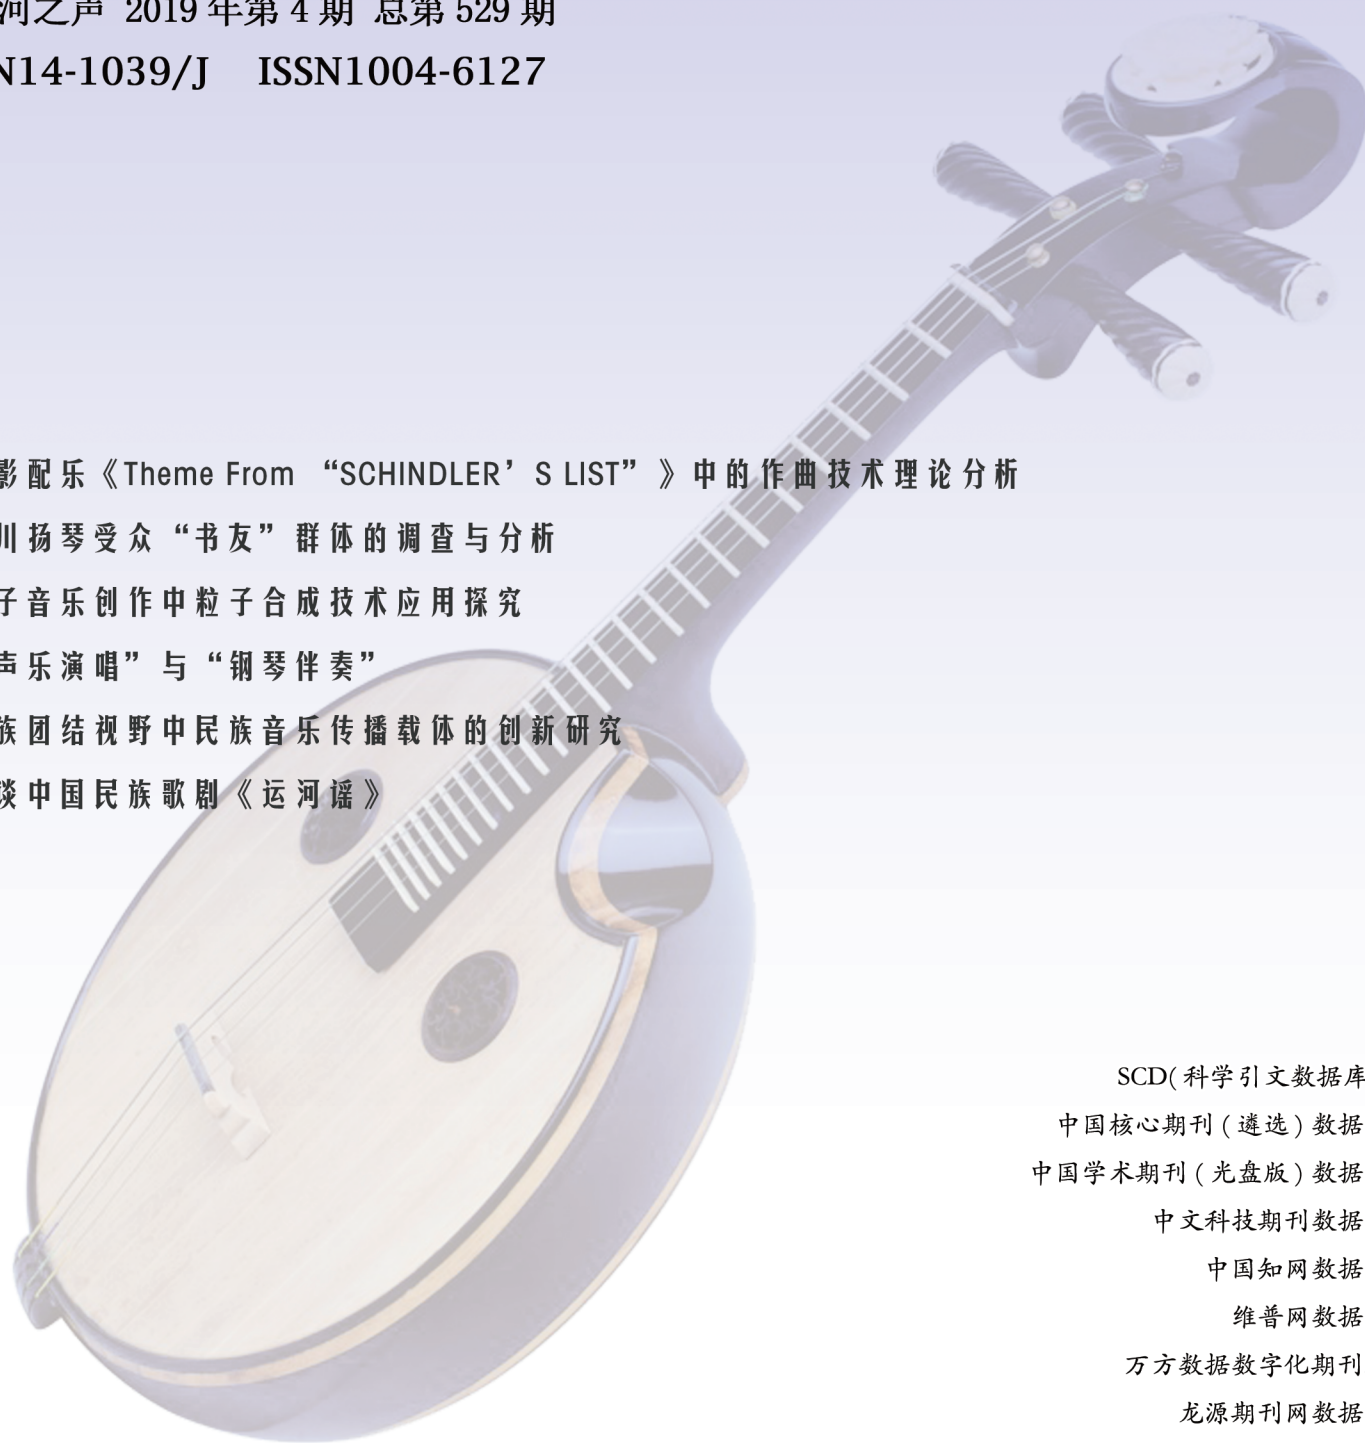 河之声 2019 年第 4 期 总第 529 期
N14-1039/J ISSN1004-6127
影配乐《Theme From “SCHINDLER’S LIST”》中的作曲技术理论分析
川扬琴受众“书友”群体的调查与分析
子音乐创作中粒子合成技术应用探究
声乐演唱”与“钢琴伴奏”
族团结视野中民族音乐传播载体的创新研究
谈中国民族歌剧《运河谣》
SCD(科学引文数据库
中国核心期刊(遴选)数据
中国学术期刊(光盘版)数据
中文科技期刊数据
中国知网数据
维普网数据
万方数据数字化期刊
龙源期刊网数据